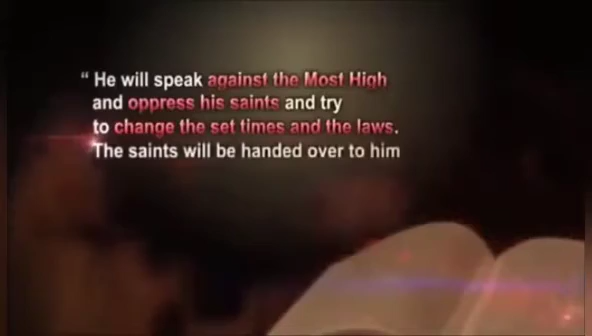 “ He will speak against the Most High
and oppress his saints and try
to change the set times and the laws.
The saints will be handed over to him